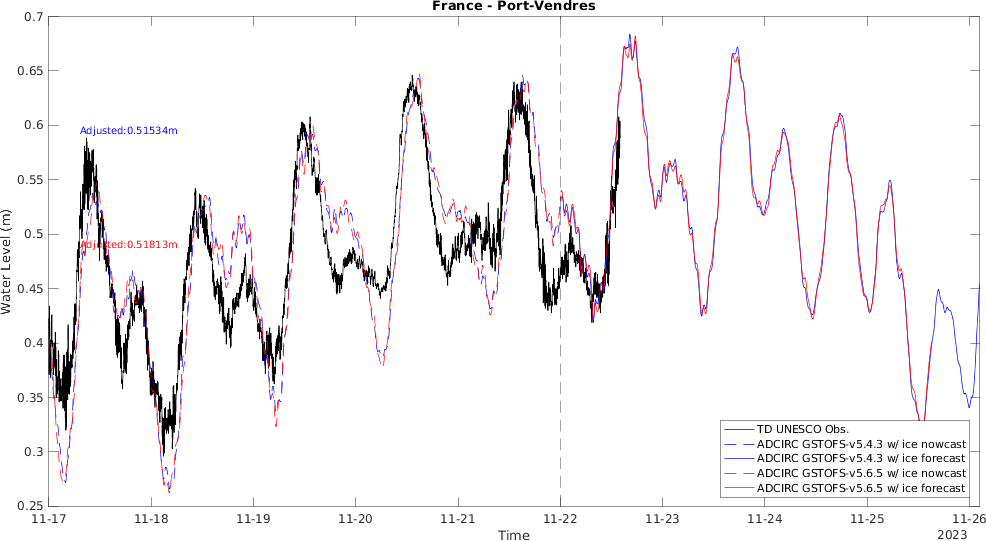 France - Port-Vendres
Water Level (m)
0.7
0.65
0.6
0.55
0.5
0.45
0.4
0.35
0.3
0.25
Adjusted:0.51534m
Adjusted:0.51813m
TD UNESCO Obs.
ADCIRC GSTOFS-v5.4.3 w/ ice nowcast
ADCIRC GSTOFS-v5.4.3 w/ ice forecast
ADCIRC GSTOFS-v5.6.5 w/ ice nowcast
ADCIRC GSTOFS-v5.6.5 w/ ice forecast
11-17 11-18 11-19 11-20 11-21 11-22 11-23 11-24 11-25 11-26
Time
2023